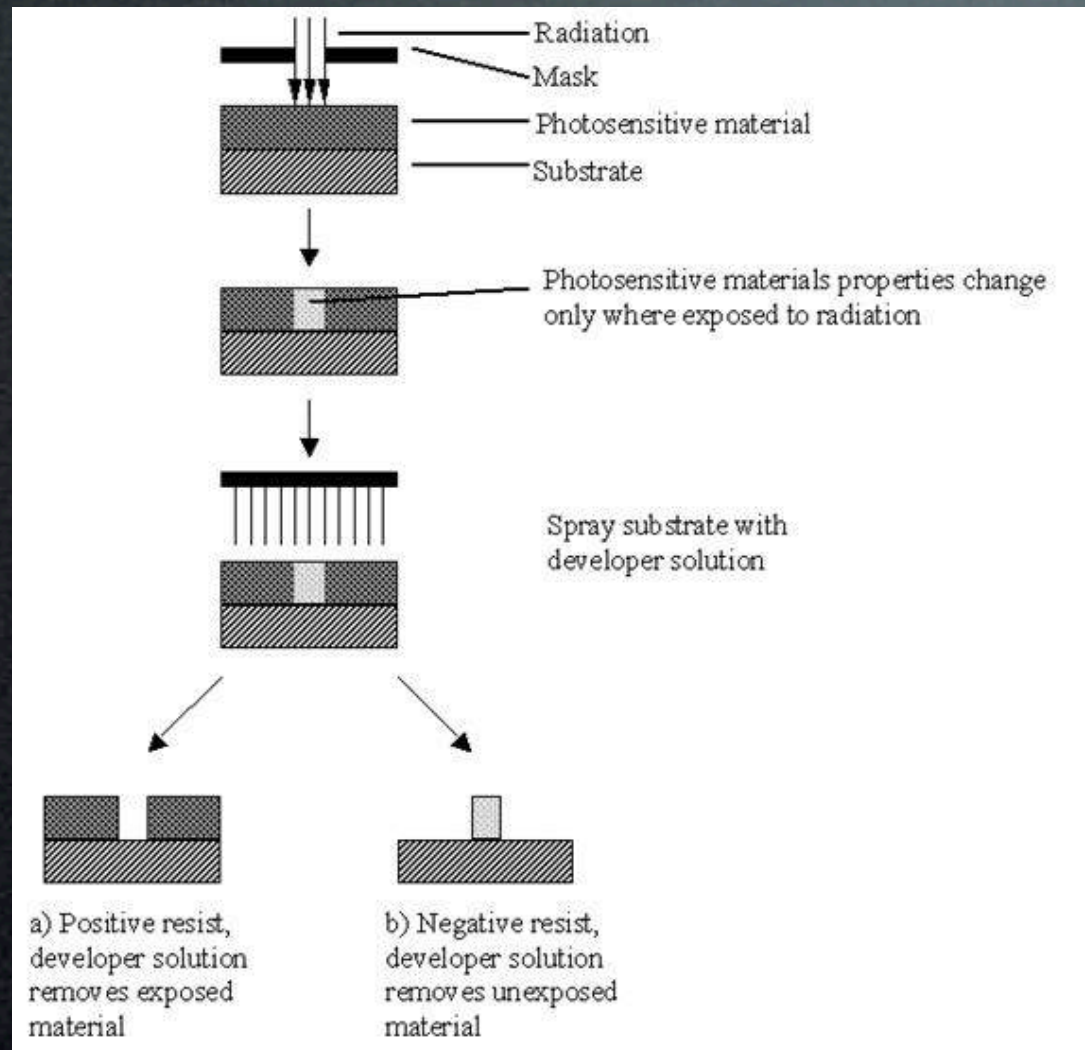 Radiation
Mask
Photosensitive material
Substrate
Photosensitive materials properties change
only where exposed to radiation
Spray substrate with
developer solution
a) Positive resist,
developer solution
removes exposed
material
b) Negative resist,
developer solution
removes unexposed
material